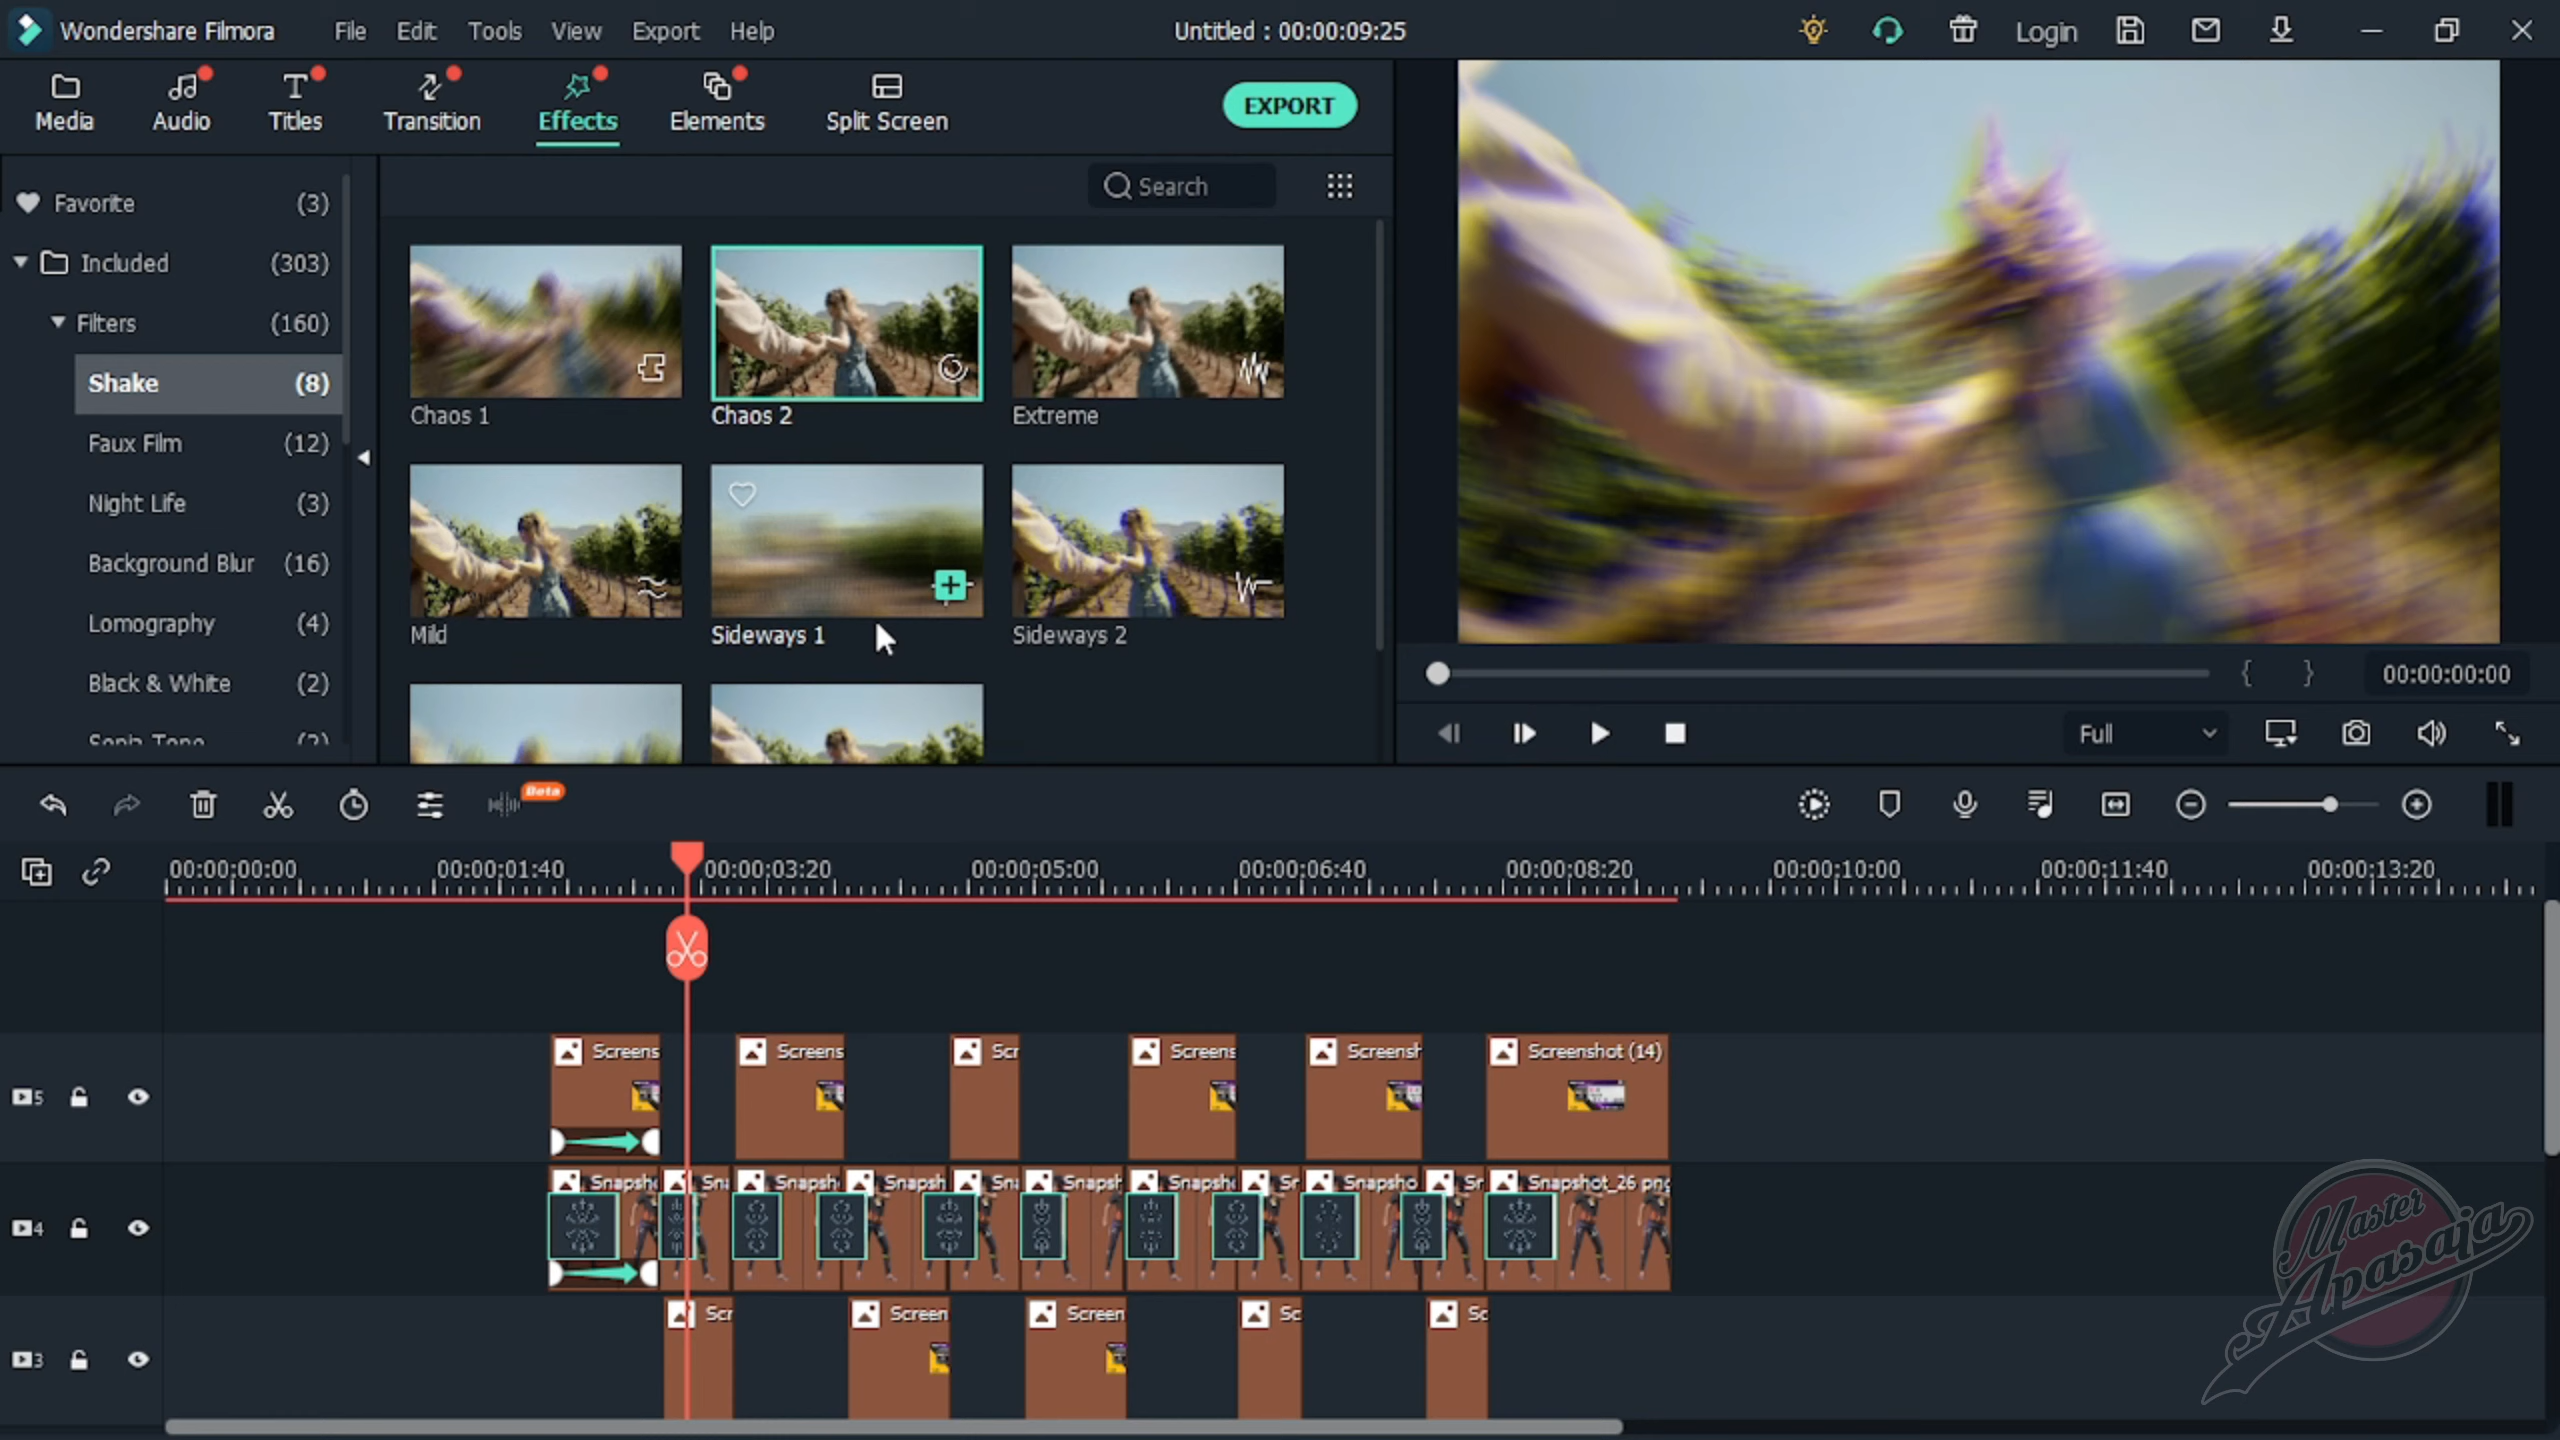 Wondershare Filmora
File Edit Tools View Export Help
Untitled : 00:00:09:25
Login
Media
Audio
Titles
Transition
Effects
Elements
Split Screen
EXPORT
Favorite (3)
Included (303)
Filters (160)
Shake (8)
Faux Film (12)
Night Life (3)
Background Blur (16)
Lomography (4)
Black & White (2)
Search
Chaos 1
Chaos 2
Extreme
Mild
Sideways 1
Sideways 2
{ } 00:00:00:00
Full
Beta
00:00:00:00 00:00:01:40 00:00:03:20 00:00:05:00 00:00:06:40 00:00:08:20 00:00:10:00 00:00:11:40 00:00:13:20
5
Screens Screens Scr Screens Screensh Screenshot (14)
4
Snapsho Sna Snapsh Snapsh Sna Snapsh Snapsho Sn Snapsho Sn Snapshot_26 png
3
Scr Screen Screen Sc Sc
Master
Apasaja